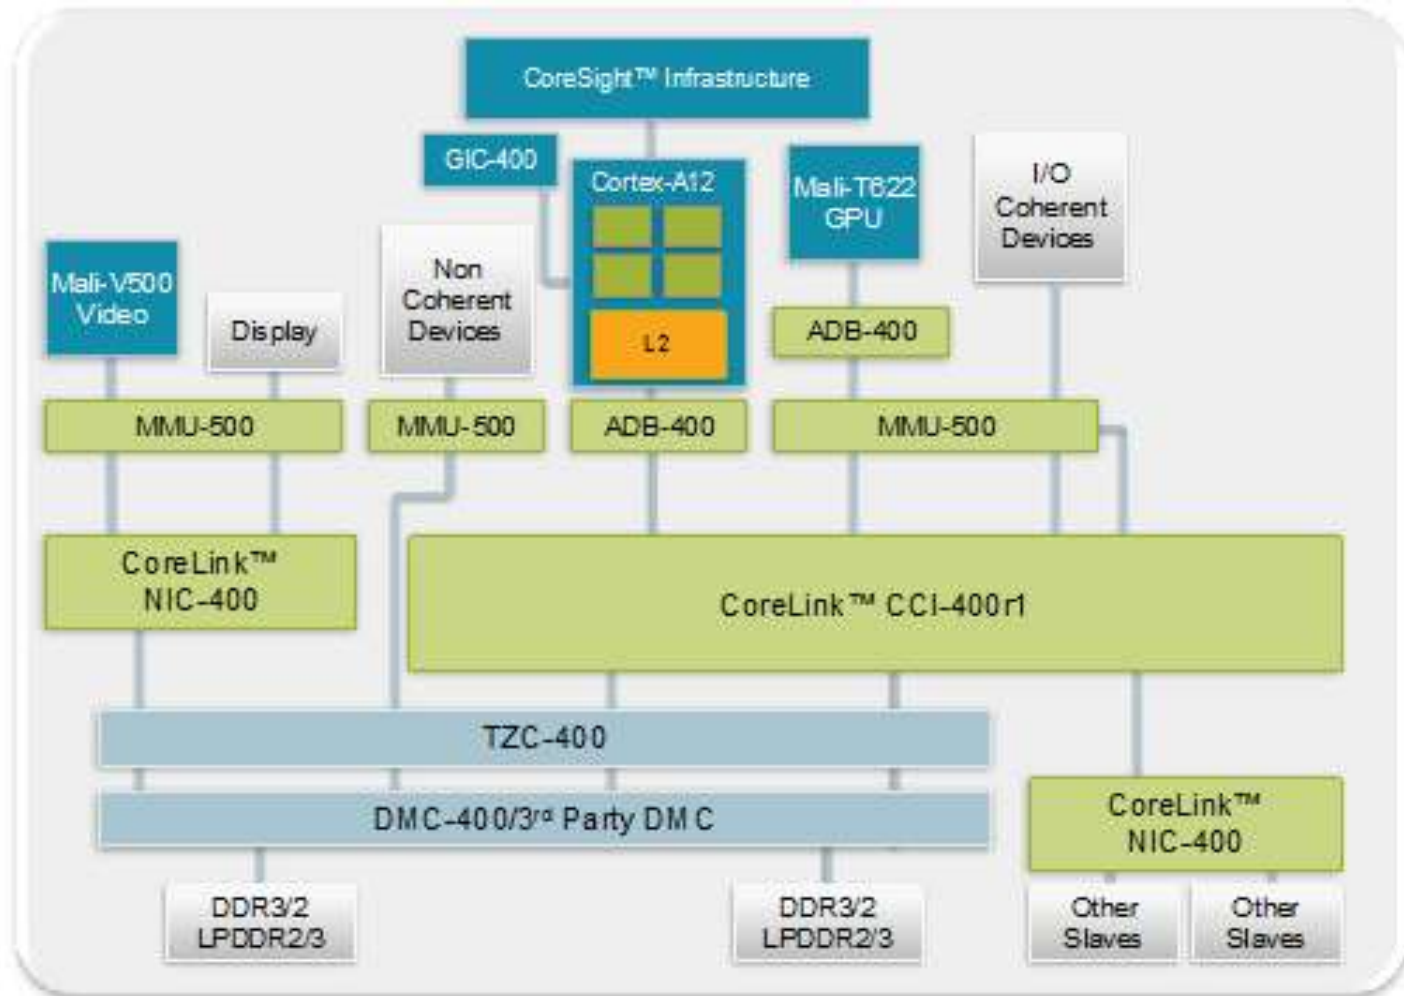 CoreSight™ Infrastructure
GIC-400
Cortex-A12
Mali-T622
GPU
I/O
Coherent
Devices
Mali-V500
Video
Display
Non
Coherent
Devices
L2
ADB-400
MMU-500
MMU-500
ADB-400
MMU-500
CoreLink™
NIC-400
CoreLink™ CCI-400r1
TZC-400
DMC-400/3rd Party DMC
CoreLink™
NIC-400
DDR3/2
LPDDR2/3
DDR3/2
LPDDR2/3
Other
Slaves
Other
Slaves